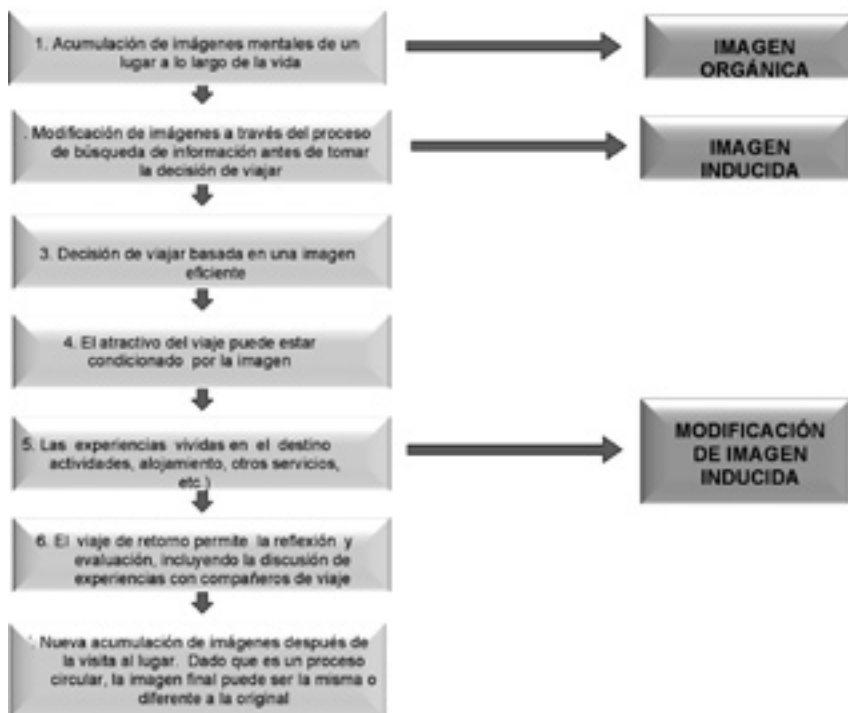 1. Acumulación de imágenes mentales de un
lugar a lo largo de la vida
IMAGEN
ORGÁNICA
. Modificación de imágenes a través del proceso
de búsqueda de información antes de tomar
la decisión de viajar
IMAGEN
INDUCIDA
3. Decisión de viajar basada en una imagen
eficiente
4. El atractivo del viaje puede estar
condicionado por la imagen
5. Las experiencias vividas en el destino
actividades, alojamiento, otros servicios,
etc.)
MODIFICACIÓN
DE IMAGEN
INDUCIDA
6. El viaje de retorno permite la reflexión y
evaluación, incluyendo la discusión de
experiencias con compañeros de viaje
. Nueva acumulación de imágenes después de
la visita al lugar. Dado que es un proceso
circular, la imagen final puede ser la misma o
diferente a la original